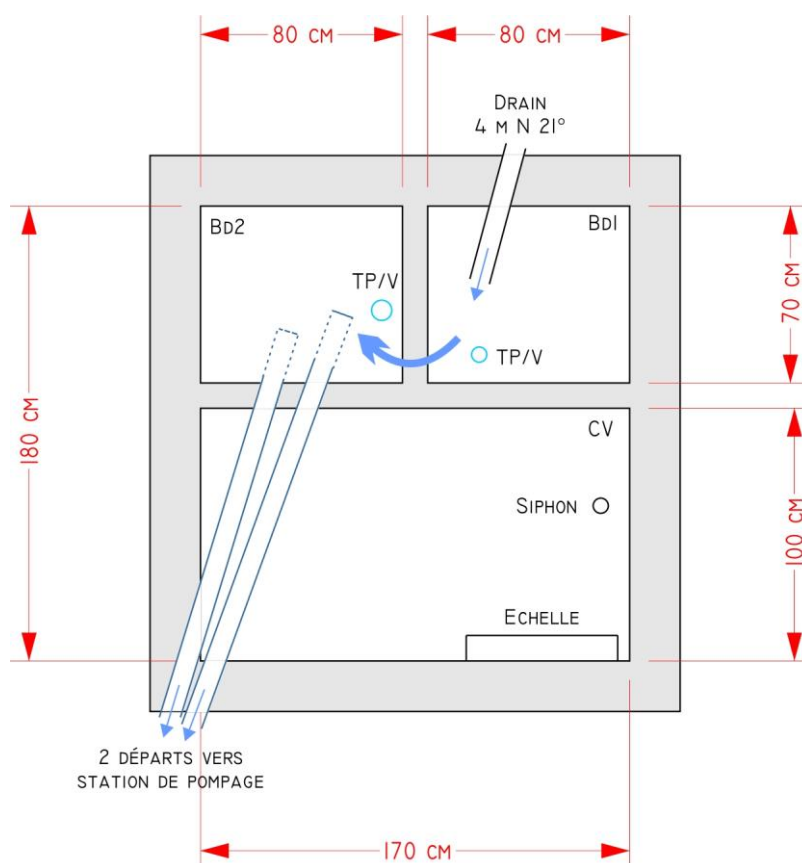 80 CM
80 CM
DRAIN
4 M N 21°
BD2
BD1
TP/V
TP/V
70 CM
180 CM
CV
SIPHON
100 CM
ECHELLE
2 DÉPARTS VERS
STATION DE POMPAGE
170 CM